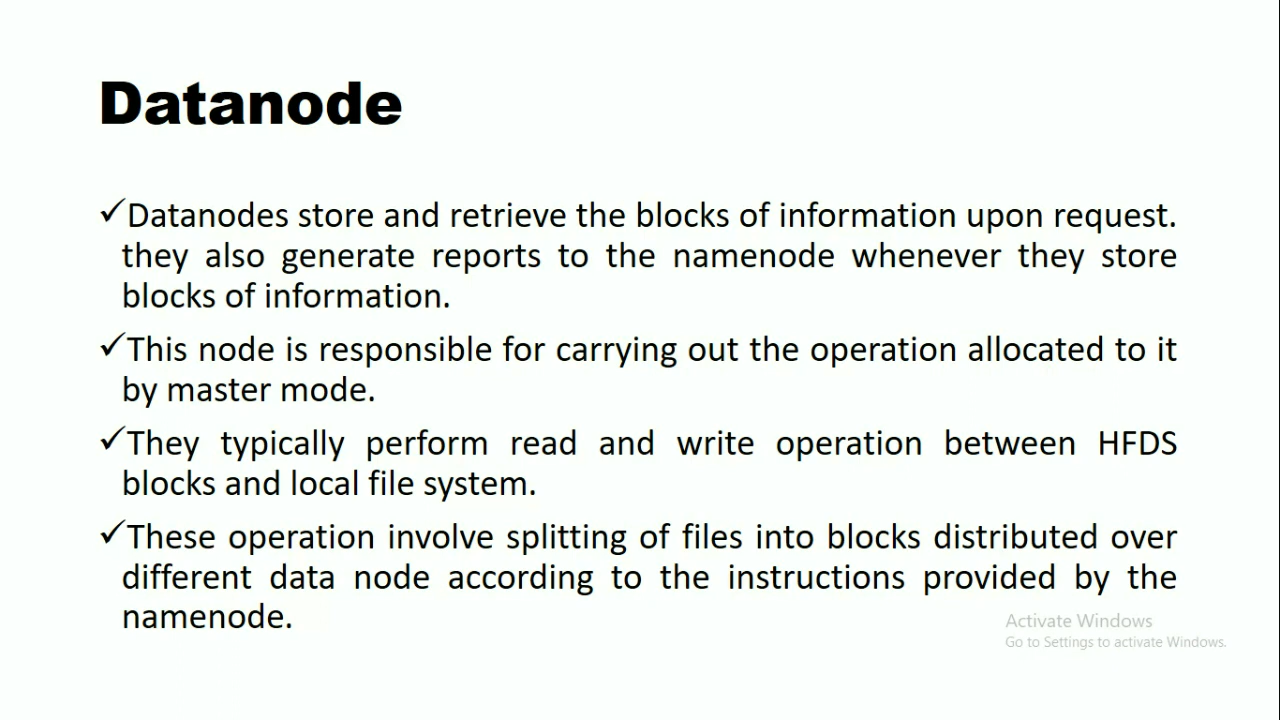 Datanode
✓Datanodes store and retrieve the blocks of information upon request.
they also generate reports to the namenode whenever they store
blocks of information.
✓This node is responsible for carrying out the operation allocated to it
by master mode.
✓They typically perform read and write operation between HFDS
blocks and local file system.
✓These operation involve splitting of files into blocks distributed over
different data node according to the instructions provided by the
namenode.
Activate Windows
Go to Settings to activate Windows.